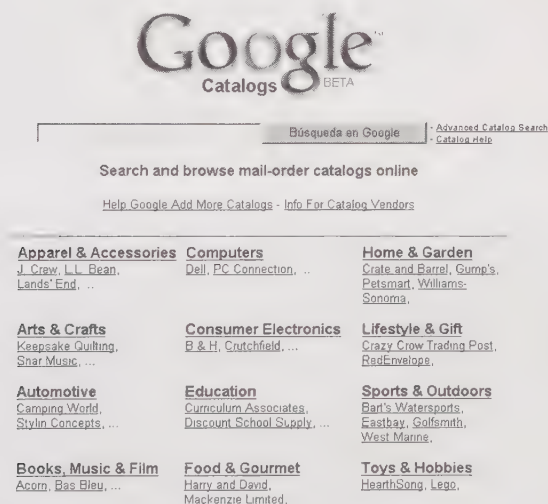 Google™
Catalogs BETA
Búsqueda en Google
- Advanced Catalog Search
- Catalog Help
Search and browse mail-order catalogs online
Help Google Add More Catalogs - Info For Catalog Vendors
Apparel & Accessories
J. Crew, L.L. Bean,
Lands' End, ...
Computers
Dell, PC Connection, ..
Home & Garden
Crate and Barrel, Gump's,
Petsmart, Williams-
Sonoma,
Arts & Crafts
Keepsake Quilting,
Shar Music, ...
Consumer Electronics
B & H, Crutchfield, ...
Lifestyle & Gift
Crazy Crow Trading Post,
RedEnvelope,
Automotive
Camping World,
Stylin Concepts, ...
Education
Curriculum Associates,
Discount School Supply, ...
Sports & Outdoors
Bart's Watersports,
Eastbay, Golfsmith,
West Marine,
Books, Music & Film
Acorn, Bas Bleu, ...
Food & Gourmet
Harry and David,
Mackenzie Limited,
Toys & Hobbies
HearthSong, Lego,